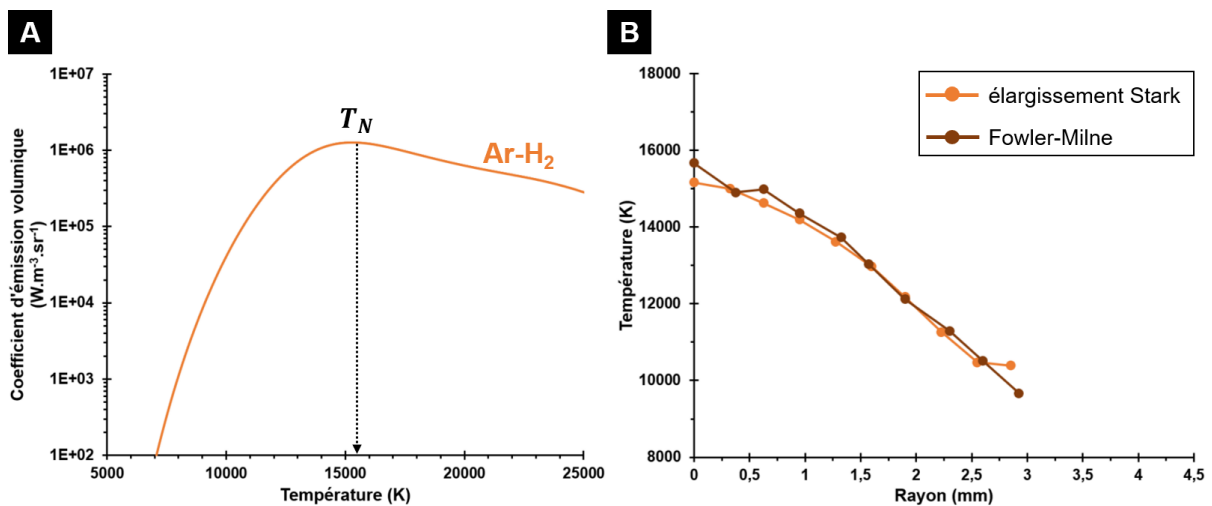 A
Coefficient d'émission volumique
(W.m⁻³.sr⁻¹)
1E+07
1E+06
1E+05
1E+04
1E+03
1E+02
T_N
Ar-H₂
5000 10000 15000 20000 25000
Température (K)
B
Température (K)
18000
16000
14000
12000
10000
8000
élargissement Stark
Fowler-Milne
0 0,5 1 1,5 2 2,5 3 3,5 4 4,5
Rayon (mm)